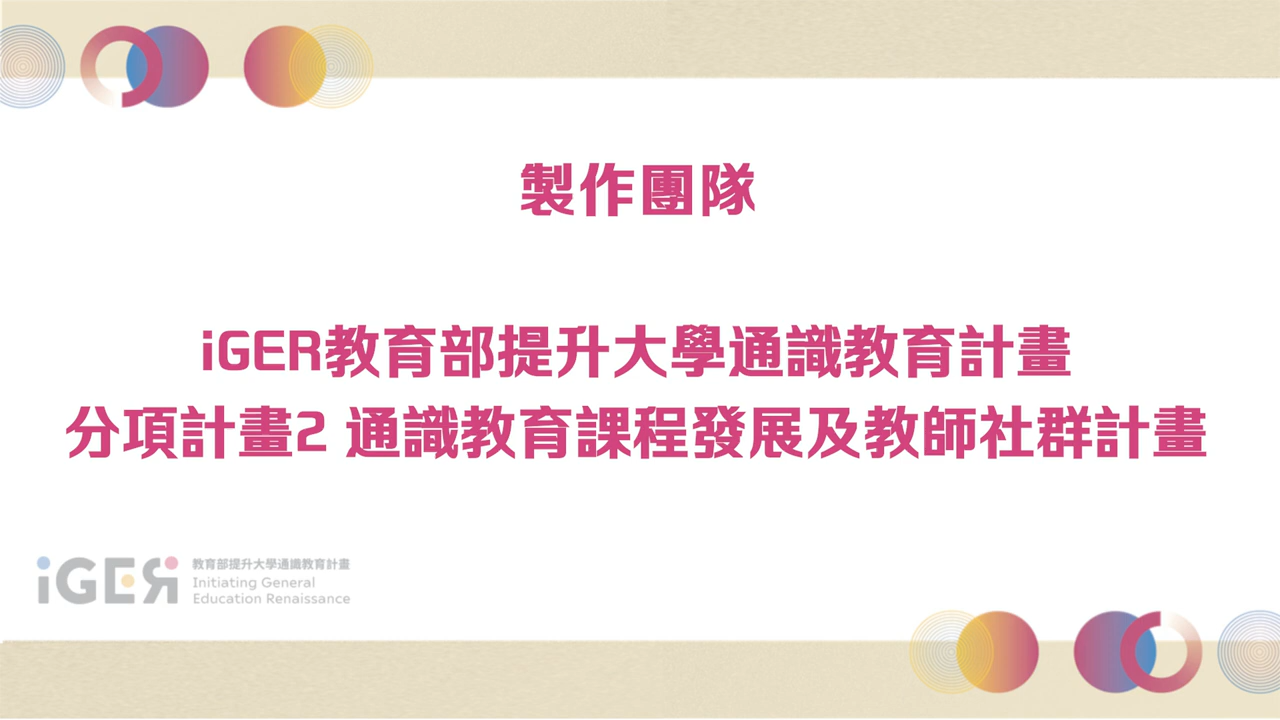 製作團隊
iGER教育部提升大學通識教育計畫
分項計畫2 通識教育課程發展及教師社群計畫
iGER
教育部提升大學通識教育計畫
Initiating General
Education Renaissance